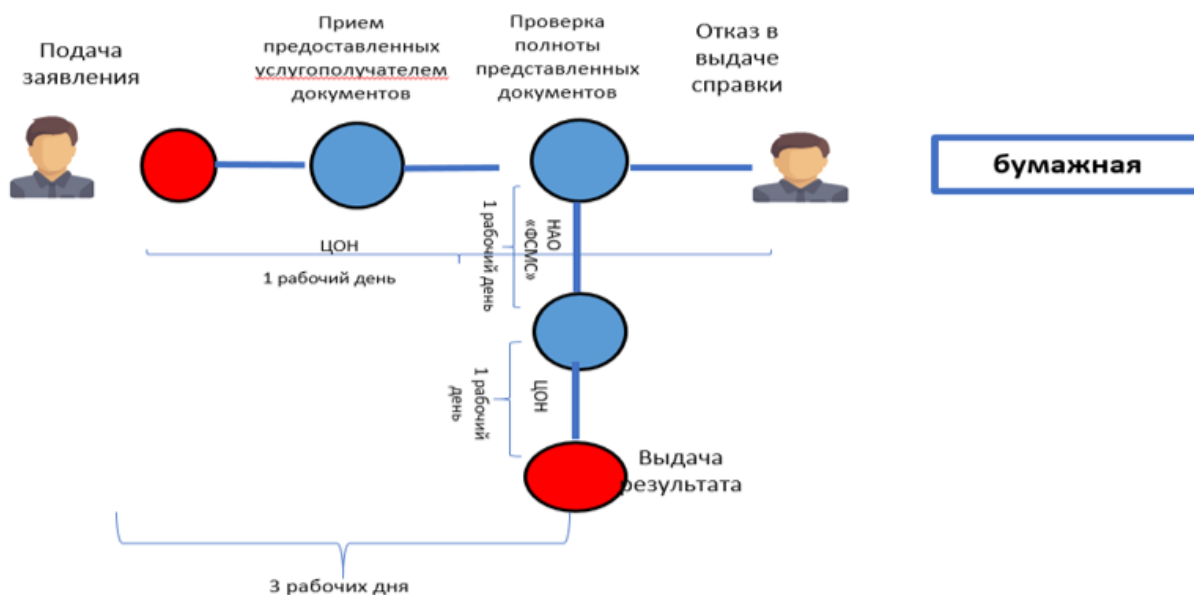 Подача
заявления
Прием
предоставленных
услугополучателем
документов
Проверка
полноты
представленных
документов
Отказ в
выдаче
справки
бумажная
ЦОН
1 рабочий день
НАО
«ФСМС»
1 рабочий день
ЦОН
1 рабочий
день
Выдача
результата
3 рабочих дня